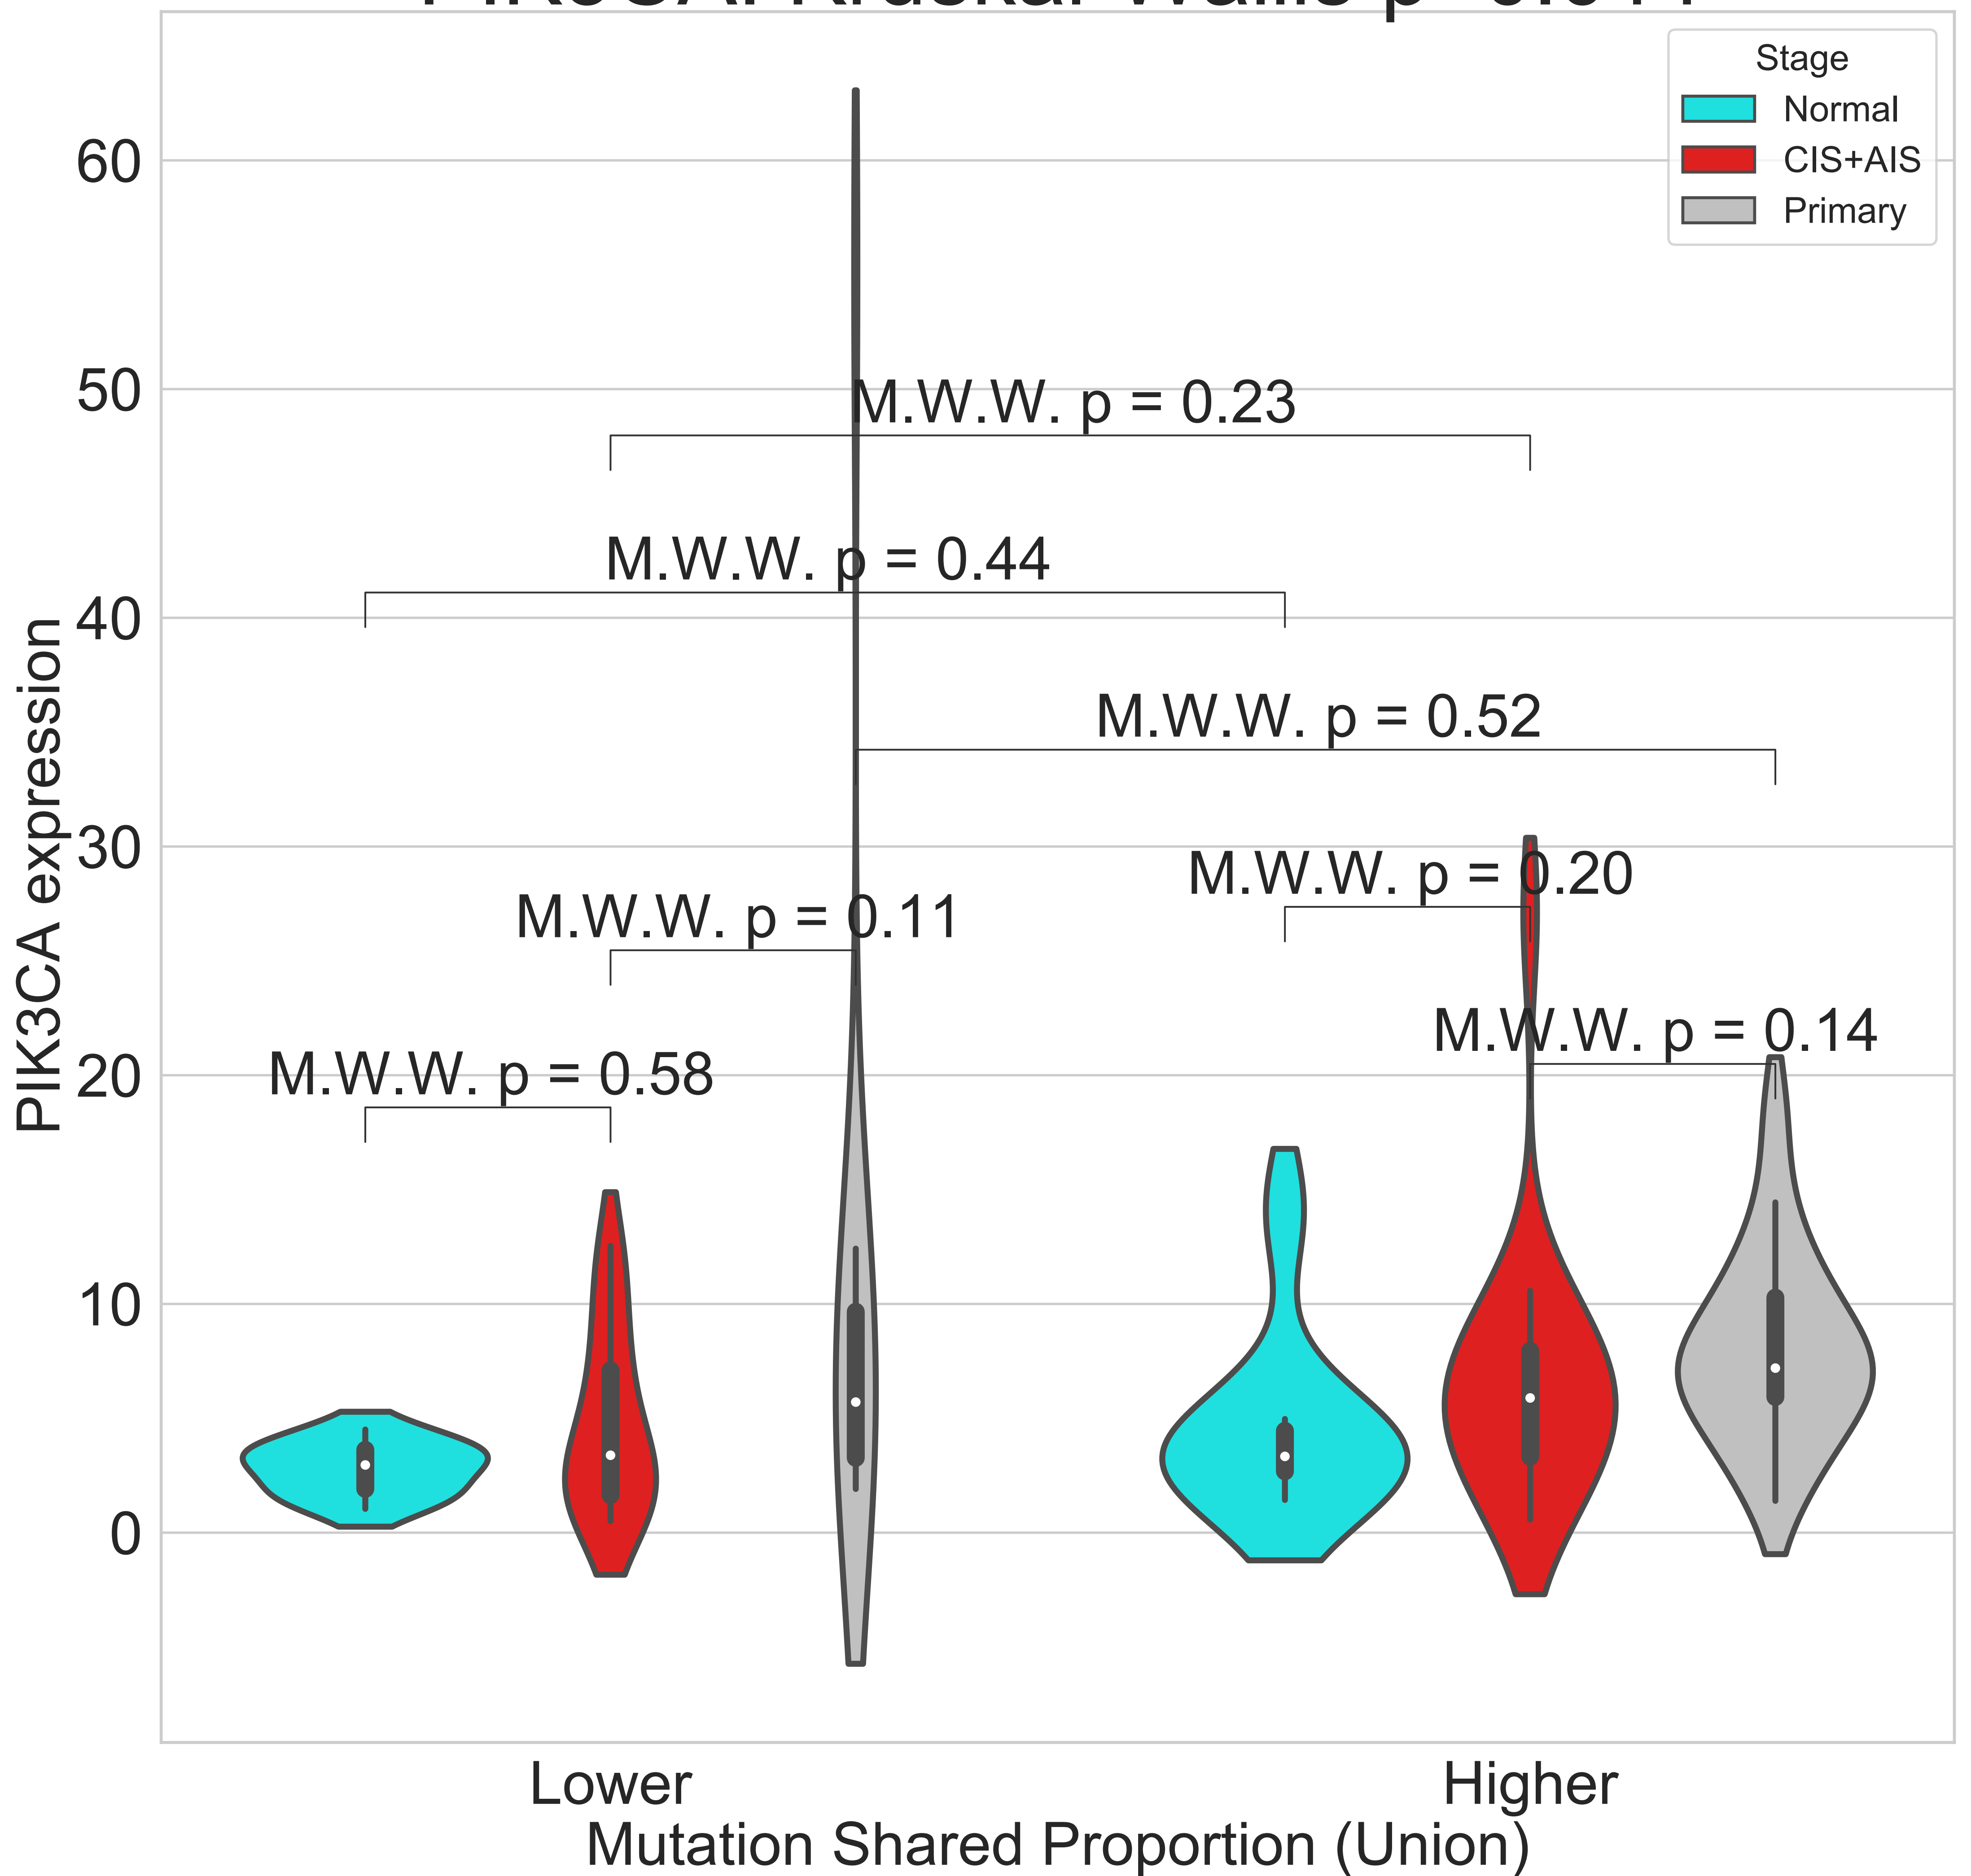 Stage
Normal
CIS+AIS
Primary
60
50
40
30
20
10
0
PIK3CA expression
M.W.W. p = 0.23
M.W.W. p = 0.44
M.W.W. p = 0.52
M.W.W. p = 0.20
M.W.W. p = 0.11
M.W.W. p = 0.14
M.W.W. p = 0.58
Lower
Higher
Mutation Shared Proportion (Union)